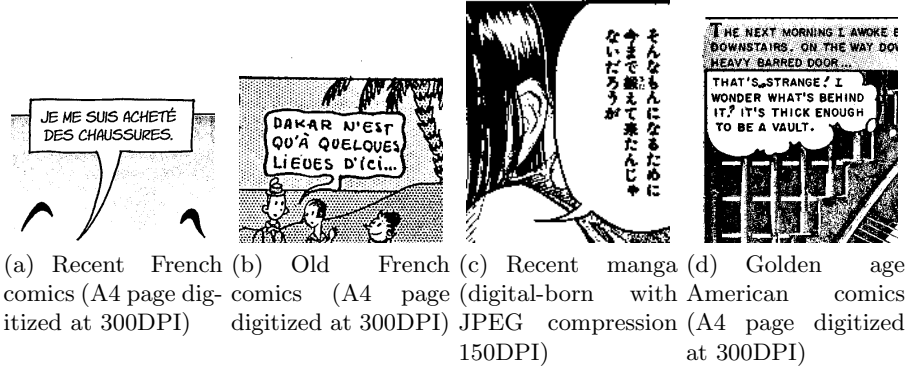 JE ME SUIS ACHETÉ
DES CHAUSSURES.
DAKAR N'EST
QU'À QUELQUES
LIEUES D'ICI...
そんなもんになるために
今まで鍛えて来たんじゃ
ないだろうが
THE NEXT MORNING I AWOKE E
DOWNSTAIRS. ON THE WAY DOW
HEAVY BARRED DOOR...
THAT'S STRANGE! I
WONDER WHAT'S BEHIND
IT? IT'S THICK ENOUGH
TO BE A VAULT.
(a) Recent French
comics (A4 page dig-
itized at 300DPI)
(b) Old French
comics (A4 page
digitized at 300DPI)
(c) Recent manga
(digital-born with
JPEG compression
150DPI)
(d) Golden age
American comics
(A4 page digitized
at 300DPI)